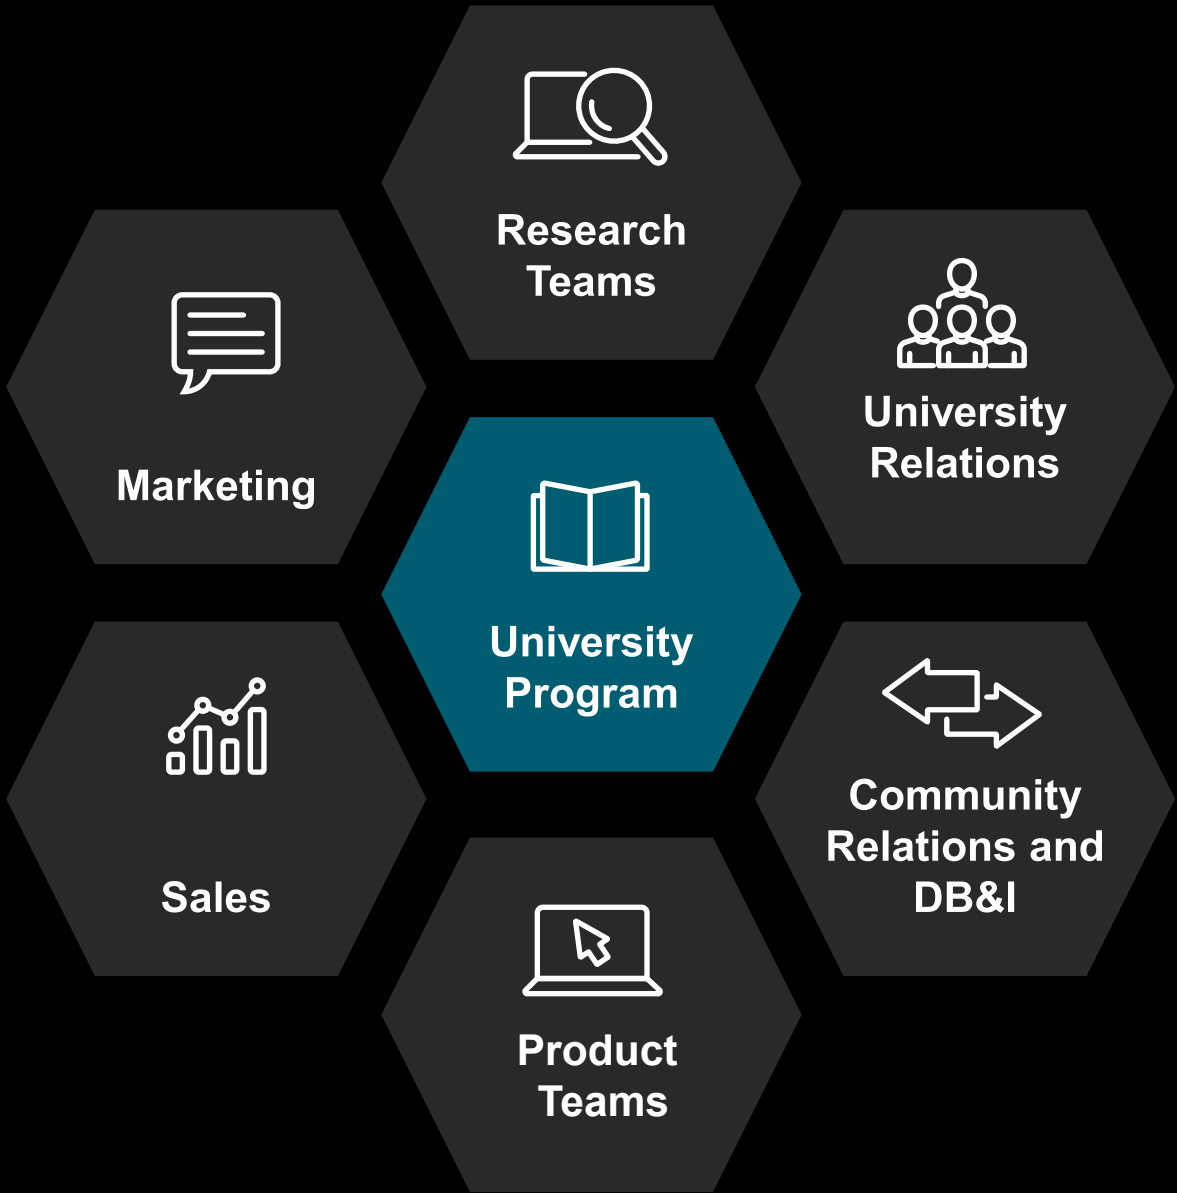 Research
Teams
University
Relations
Marketing
University
Program
Community
Relations and
DB&I
Sales
Product
Teams